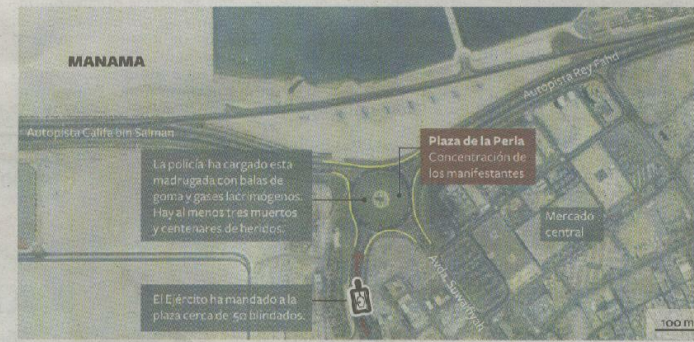 MANAMA
Autopista Califa bin Salman
Autopista Rey Fahd
La policía ha cargado esta
madrugada con balas de
goma y gases lacrimógenos.
Hay al menos tres muertos
y centenares de heridos.
Plaza de la Perla
Concentración de
los manifestantes
Mercado
central
Avda. Suwaifiyah
El Ejército ha mandado a la
plaza cerca de 50 blindados.
100 m